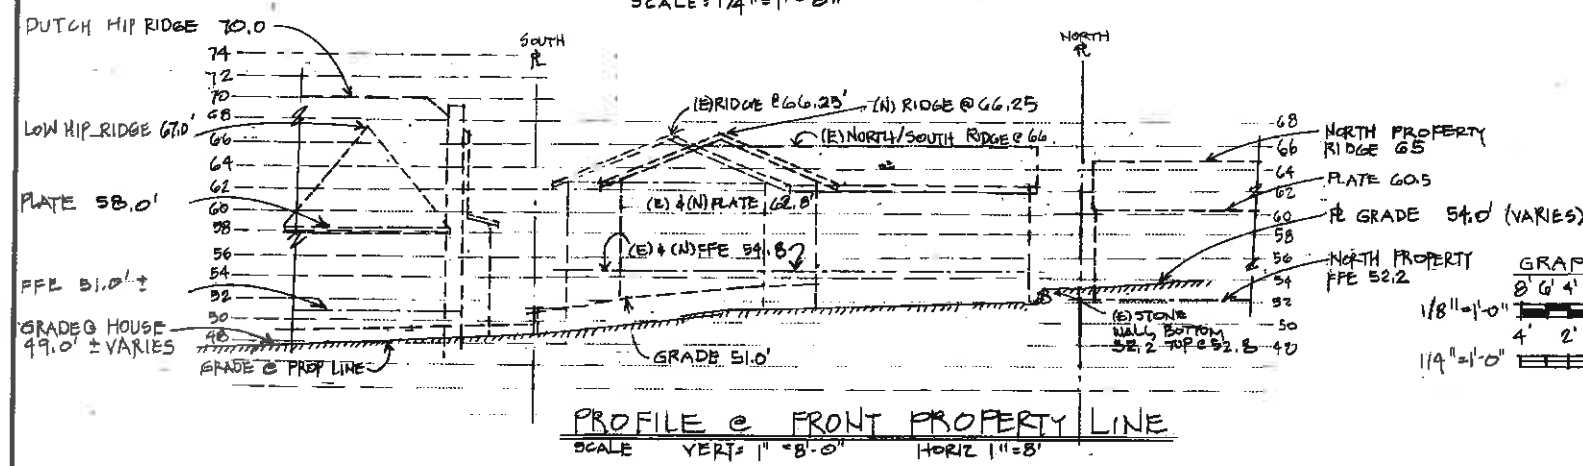 SCALE: 1/4"=1'-0"
DUTCH HIP RIDGE 70.0
SOUTH
PL
NORTH
PL
74
72
70
68
66
64
62
60
58
56
54
52
50
48
LOW HIP RIDGE 67.0'
PLATE 58.0'
FFE 51.0' ±
GRADE @ HOUSE
49.0' ± VARIES
GRADE @ PROP LINE
(E) RIDGE @ 66.25'
(N) RIDGE @ 66.25
(E) NORTH/SOUTH RIDGE @ 66
(E) & (N) PLATE 62.8'
(E) & (N) FFE 54.8
GRADE 51.0'
(E) STONE
WALL BOTTOM
52.2 TOP @ 52.8
68
66
64
62
60
58
56
54
52
50
48
NORTH PROPERTY
RIDGE 65
PLATE 60.5
PL GRADE 54.0' (VARIES)
NORTH PROPERTY
FFE 52.2
GRAP
8' 6' 4'
1/8"=1'-0"
4' 2'
1/4"=1'-0"
PROFILE @ FRONT PROPERTY LINE
SCALE VERT= 1" =8'-0" HORIZ 1"=8'